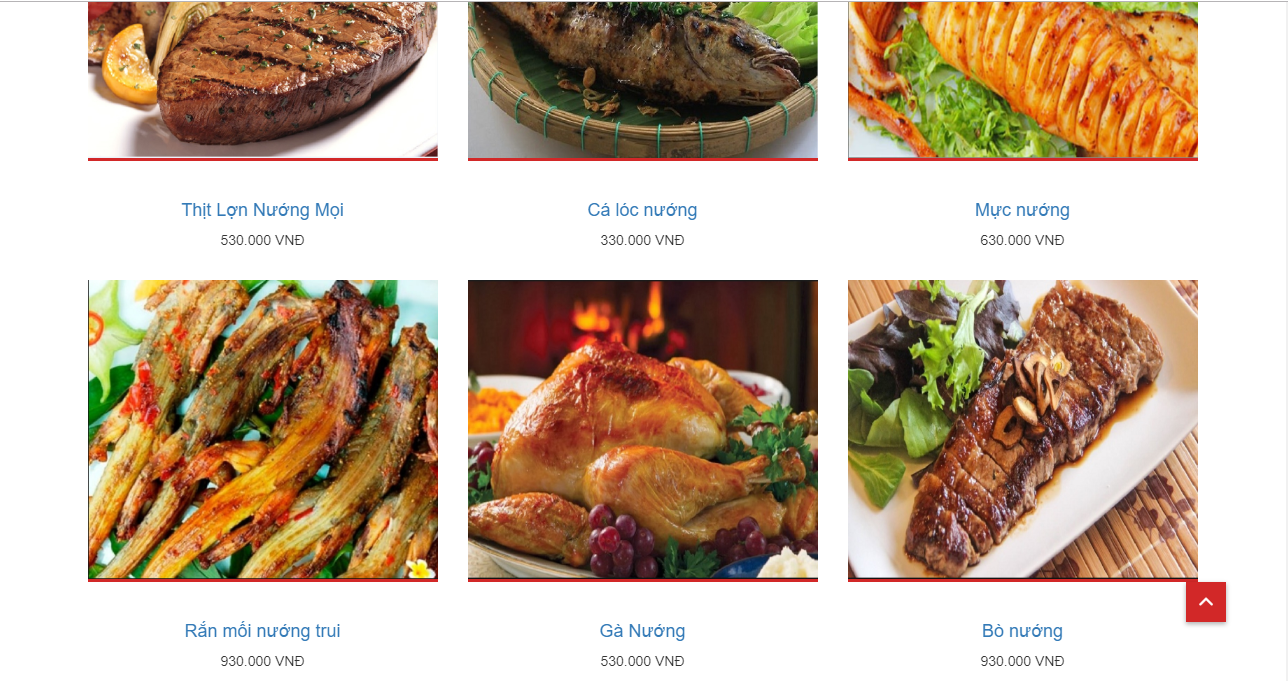 Thịt Lợn Nướng Mọi
530.000 VNĐ
Cá lóc nướng
330.000 VNĐ
Mực nướng
630.000 VNĐ
Rắn mối nướng trui
930.000 VNĐ
Gà Nướng
530.000 VNĐ
Bò nướng
930.000 VNĐ